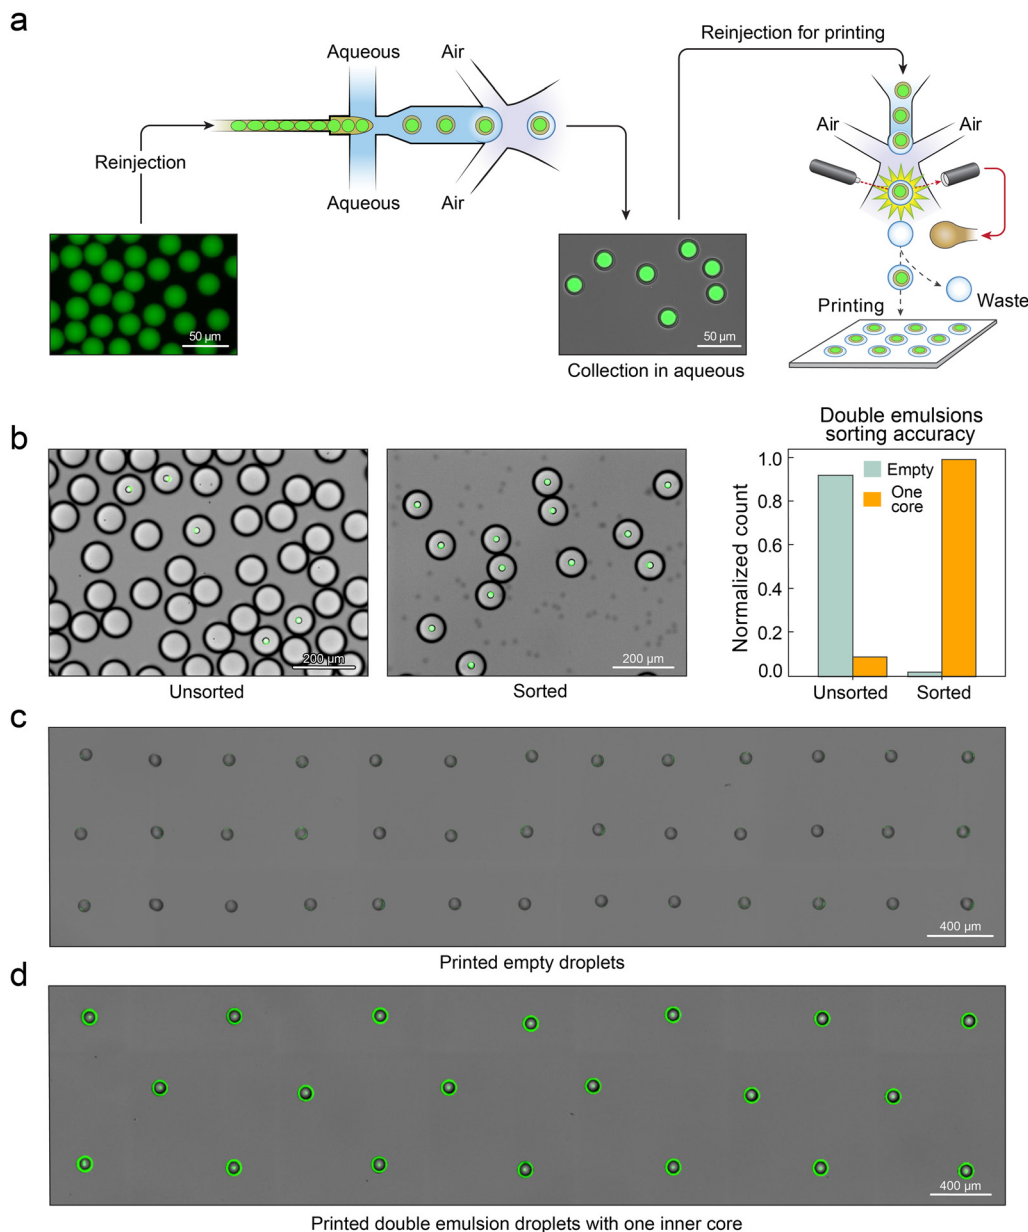 a
Aqueous
Air
Reinjection for printing
Reinjection
Aqueous
Air
Air
Air
50 µm
50 µm
Collection in aqueous
Printing
Waste
b
Double emulsions
sorting accuracy
200 µm
Unsorted
200 µm
Sorted
Normalized count
1.0
0.8
0.6
0.4
0.2
0.0
Empty
One
core
Unsorted
Sorted
c
400 µm
Printed empty droplets
d
400 µm
Printed double emulsion droplets with one inner core